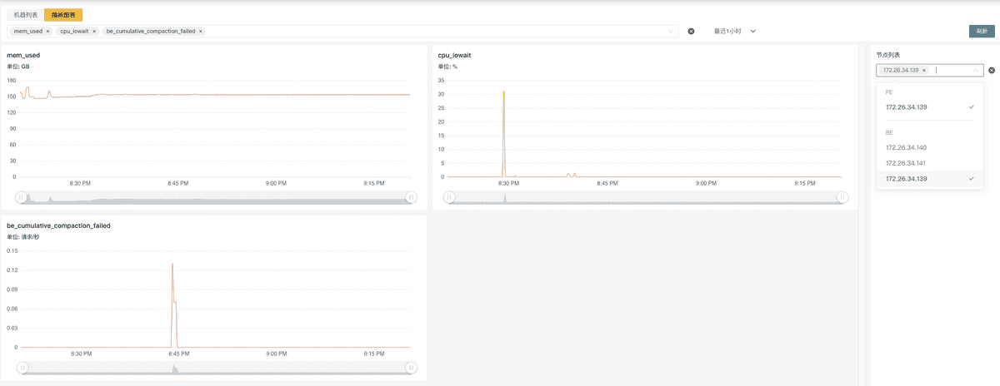 机器列表 指标图表
mem_used × cpu_iowait × be_cumulative_compaction_failed × 最近1小时 刷新
mem_used
单位: GB
180
150
120
90
60
30
0
8:30 PM 8:45 PM 9:00 PM 9:15 PM
cpu_iowait
单位: %
35
30
25
20
15
10
5
0
8:30 PM 8:45 PM 9:00 PM 9:15 PM
be_cumulative_compaction_failed
单位: 请求/秒
0.15
0.12
0.09
0.06
0.03
0
8:30 PM 8:45 PM 9:00 PM 9:15 PM
节点列表
172.26.34.139 ×
FE
172.26.34.139
BE
172.26.34.140
172.26.34.141
172.26.34.139